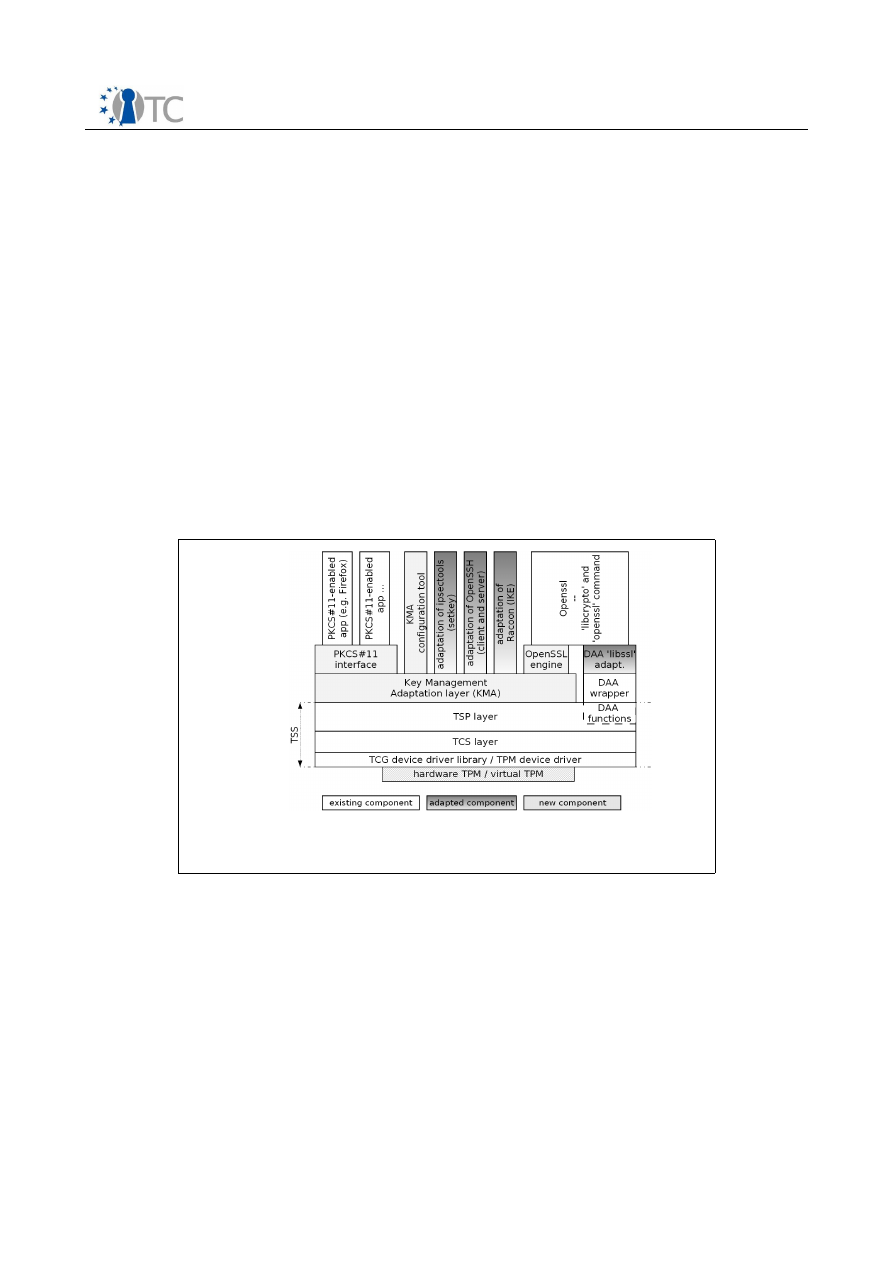 TC
PKCS#11-enabled
app (e.g. Firefox)
PKCS#11-enabled
app ...
KMA
configuration tool
adaptation of ipsectools
(setkey)
adaptation of OpenSSH
(client and server)
adaptation of
Racoon (IKE)
Openssl
--
'libcrypto' and
'openssl' command
PKCS#11
interface
OpenSSL
engine
DAA 'libssl'
adapt.
Key Management
Adaptation layer (KMA)
DAA
wrapper
TSS
TSP layer
DAA
functions
TCS layer
TCG device driver library / TPM device driver
hardware TPM / virtual TPM
existing component
adapted component
new component